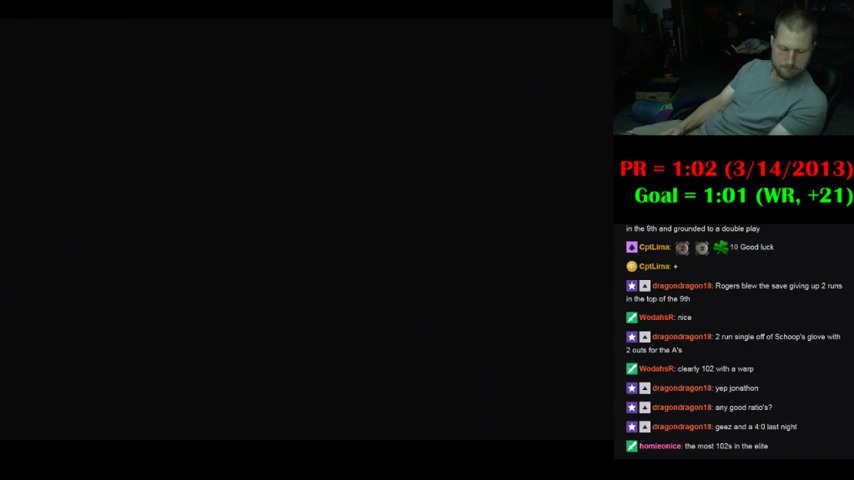 PR = 1:02 (3/14/2013)
Goal = 1:01 (WR, +21)
in the 9th and grounded to a double play
CptLima: 10 Good luck
CptLima: +
dragondragon18: Rogers blew the save giving up 2 runs
in the top of the 9th
WodahsR: nice
dragondragon18: 2 run single off of Schoop's glove with
2 outs for the A's
WodahsR: clearly 102 with a warp
dragondragon18: yep jonathon
dragondragon18: any good ratio's?
dragondragon18: geez and a 4:0 last night
homieonice: the most 102s in the elite